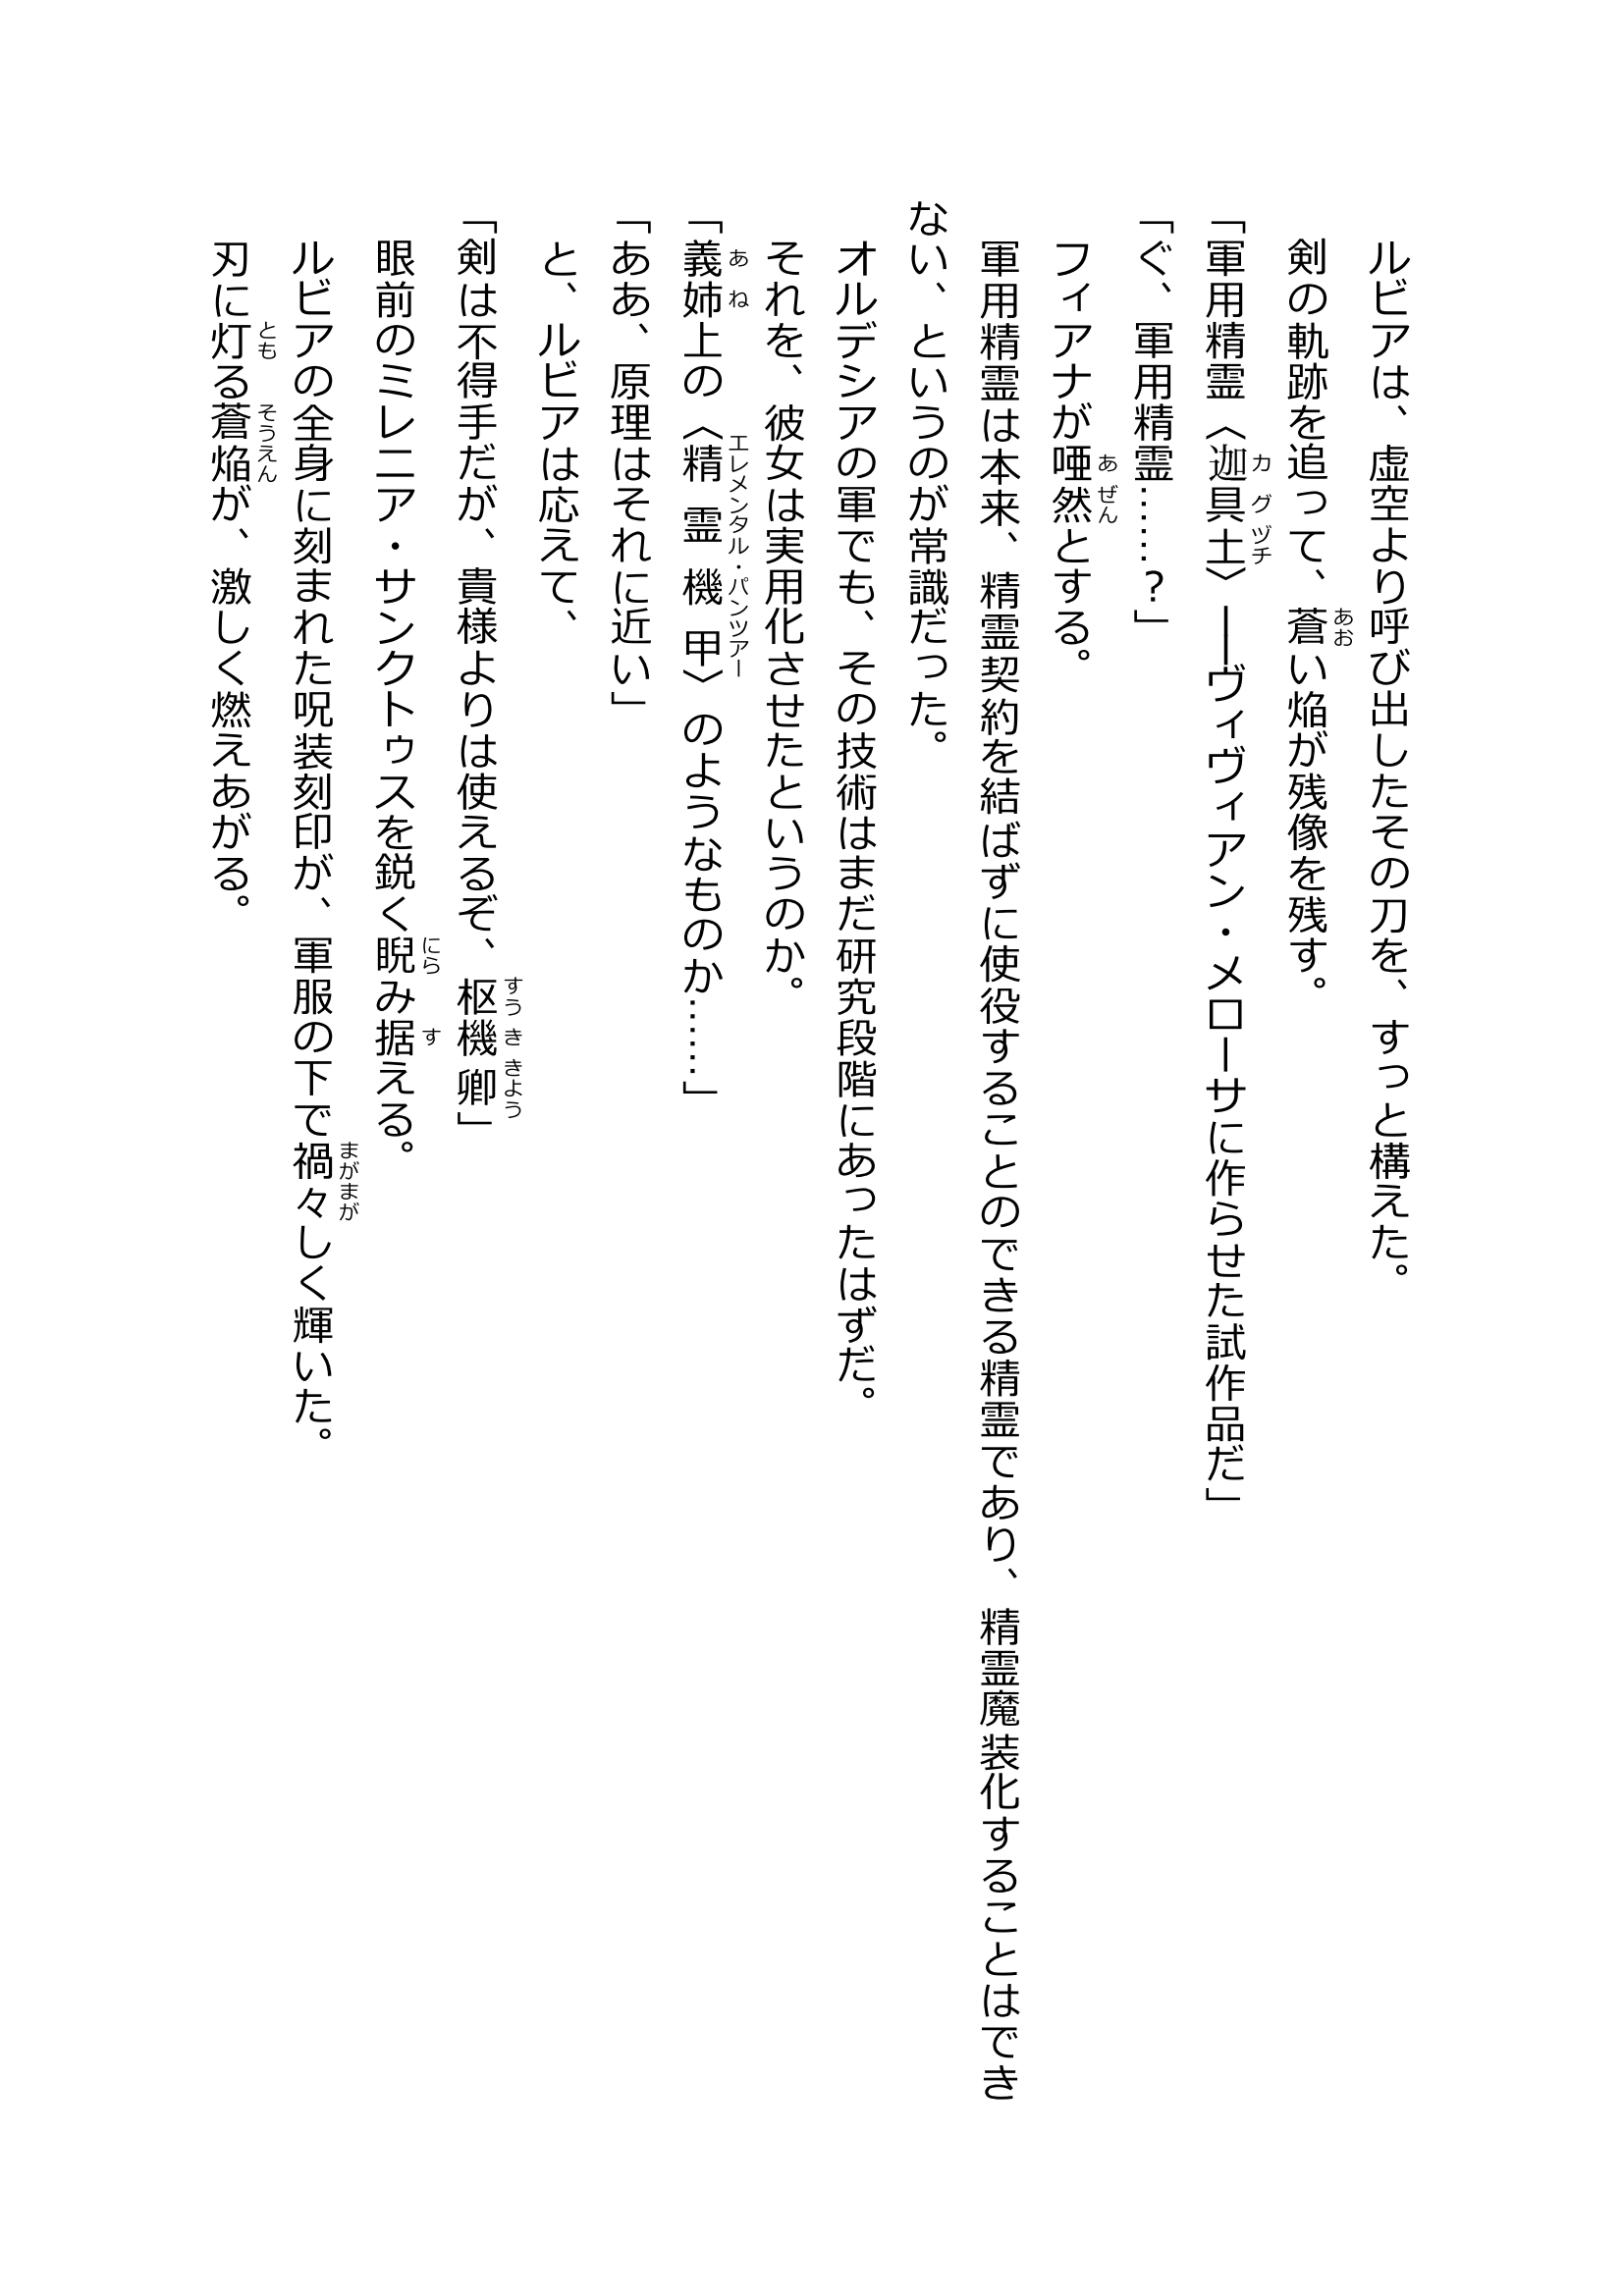 ルビアは、虚空より呼び出したその刀を、すっと構えた。
剣の軌跡を追って、蒼い焔が残像を残す。
「軍用精霊〈迦具土〉――ヴィヴィアン・メローサに作らせた試作品だ」
「ぐ、軍用精霊……？」
フィアナが唖然とする。
軍用精霊は本来、精霊契約を結ばずに使役することのできる精霊であり、精霊魔装化することはでき
ない、というのが常識だった。
オルデシアの軍でも、その技術はまだ研究段階にあったはずだ。
それを、彼女は実用化させたというのか。
「義姉上の〈精霊機甲〉のようなものか……」
「ああ、原理はそれに近い」
と、ルビアは応えて、
「剣は不得手だが、貴様よりは使えるぞ、枢機卿」
眼前のミレニア・サンクトゥスを鋭く睨み据える。
ルビアの全身に刻まれた呪装刻印が、軍服の下で禍々しく輝いた。
刃に灯る蒼焔が、激しく燃えあがる。